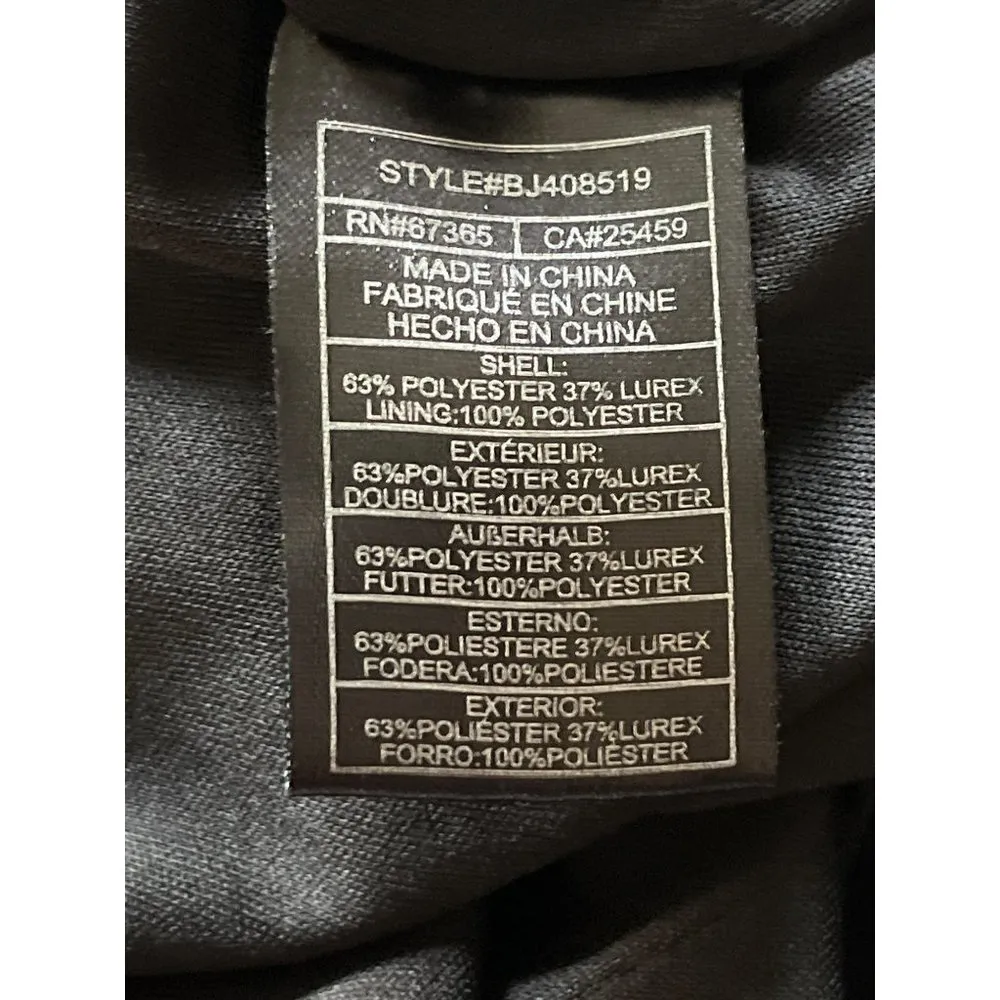 STYLE#BJ408519
RN#67365 CA#25459
MADE IN CHINA
FABRIQUÉ EN CHINE
HECHO EN CHINA
SHELL:
63% POLYESTER 37% LUREX
LINING:100% POLYESTER
EXTÉRIEUR:
63%POLYESTER 37%LUREX
DOUBLURE:100%POLYESTER
AUßERHALB:
63%POLYESTER 37%LUREX
FUTTER:100%POLYESTER
ESTERNO:
63%POLIESTERE 37%LUREX
FODERA:100%POLIESTERE
EXTERIOR:
63%POLIÉSTER 37%LUREX
FORRO:100%POLIÉSTER